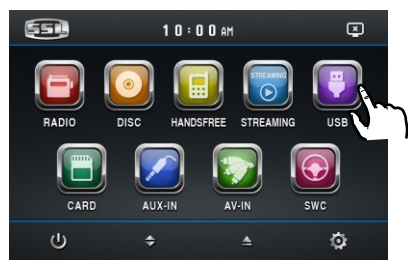 SSL 10:00 AM
RADIO DISC HANDSFREE STREAMING STREAMING USB
CARD AUX-IN AV-IN SWC